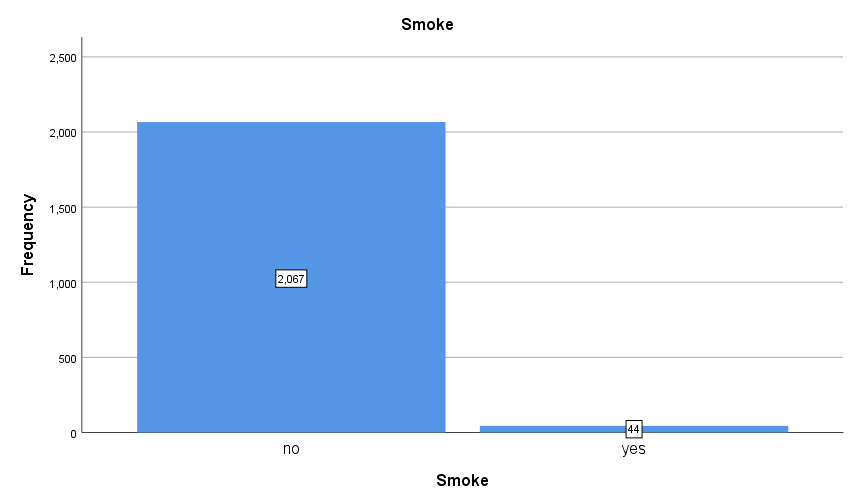 Smoke
Frequency
2,500
2,000
1,500
1,000
500
0
2,067
44
no
yes
Smoke